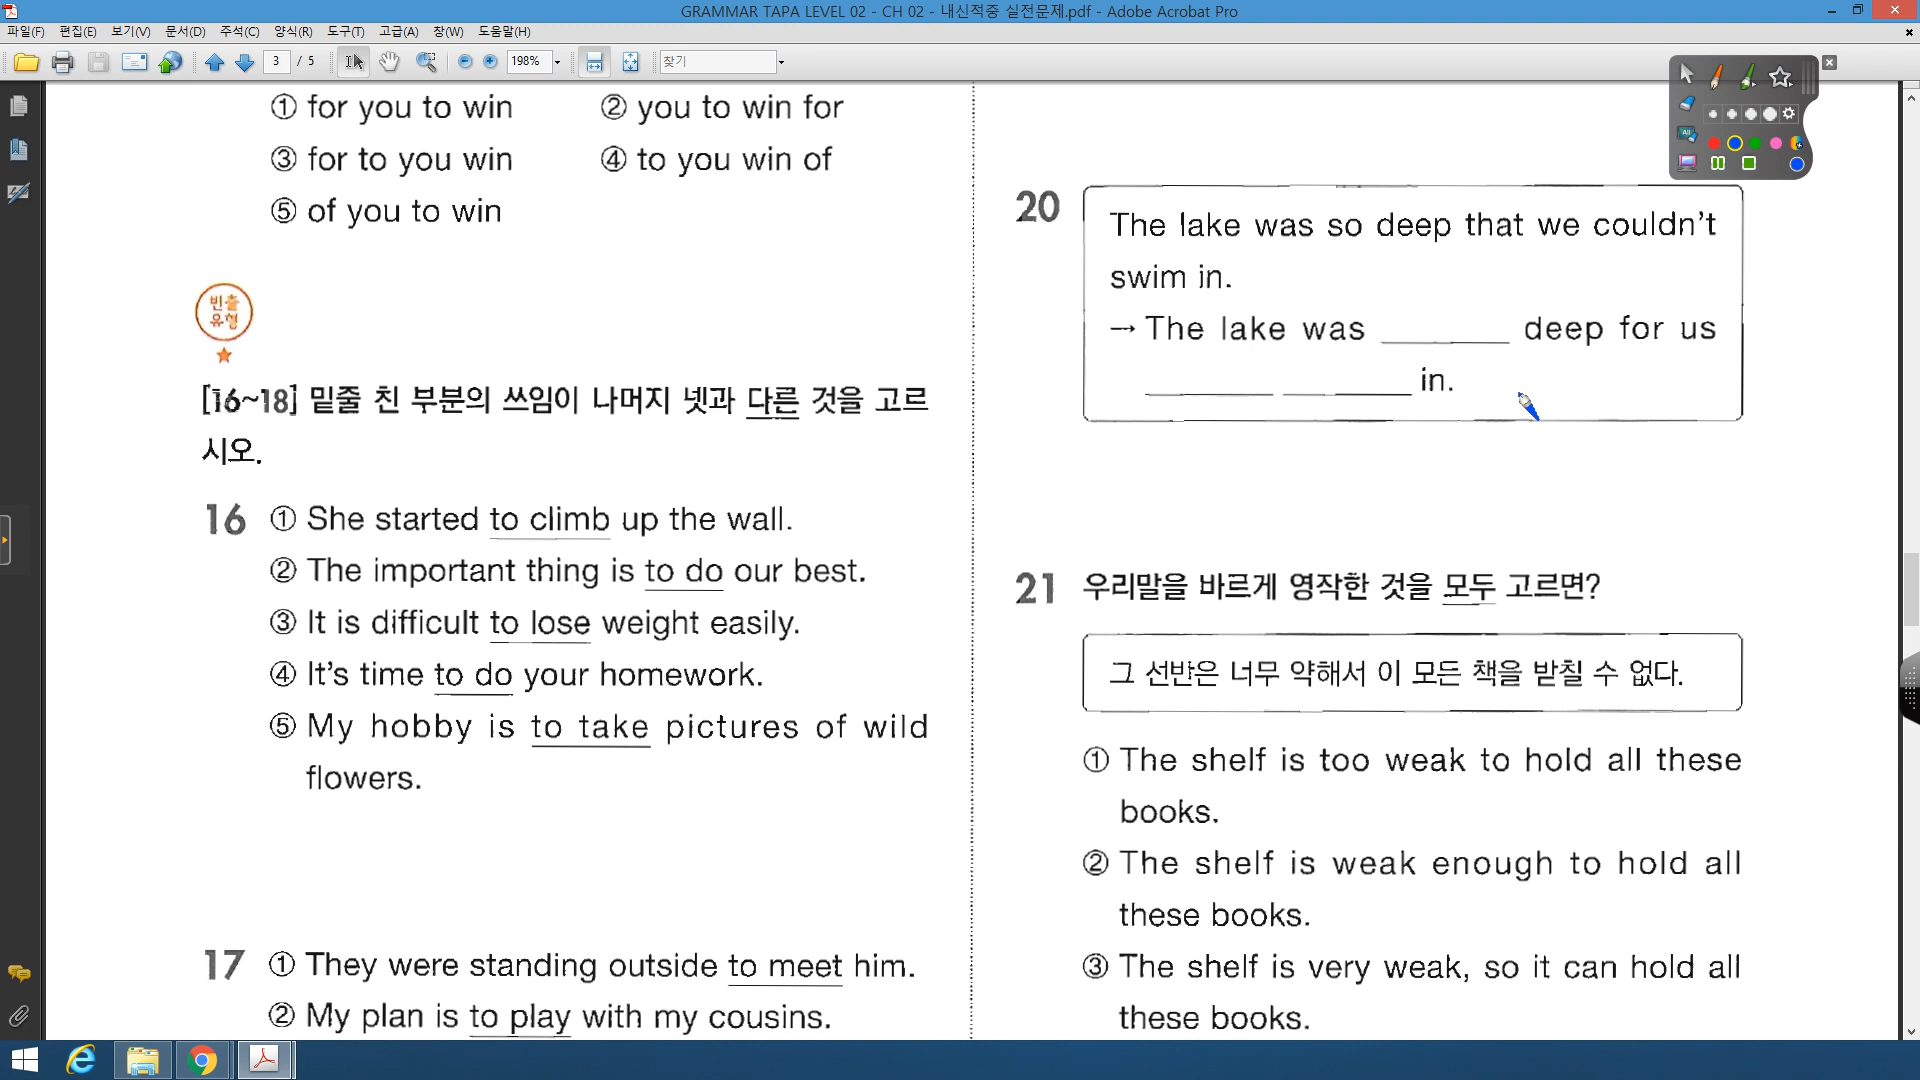 GRAMMAR TAPA LEVEL 02 - CH 02 - 내신적중 실전문제.pdf - Adobe Acrobat Pro
파일(F) 편집(E) 보기(V) 문서(D) 주석(C) 양식(R) 도구(T) 고급(A) 창(W) 도움말(H)
3 / 5 198% 찾기
① for you to win ② you to win for
③ for to you win ④ to you win of
⑤ of you to win
빈출
유형
[16~18] 밑줄 친 부분의 쓰임이 나머지 넷과 다른 것을 고르
시오.
16 ① She started to climb up the wall.
② The important thing is to do our best.
③ It is difficult to lose weight easily.
④ It's time to do your homework.
⑤ My hobby is to take pictures of wild
flowers.
17 ① They were standing outside to meet him.
② My plan is to play with my cousins.
20 The lake was so deep that we couldn't
swim in.
→ The lake was ________ deep for us
________ ________ in.
21 우리말을 바르게 영작한 것을 모두 고르면?
그 선반은 너무 약해서 이 모든 책을 받칠 수 없다.
① The shelf is too weak to hold all these
books.
② The shelf is weak enough to hold all
these books.
③ The shelf is very weak, so it can hold all
these books.
All